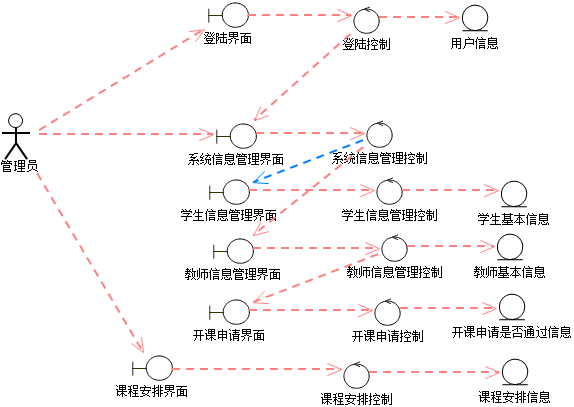 登陆界面
登陆控制
用户信息
管理员
系统信息管理界面
系统信息管理控制
学生信息管理界面
学生信息管理控制
学生基本信息
教师信息管理界面
教师信息管理控制
教师基本信息
开课申请界面
开课申请控制
开课申请是否通过信息
课程安排界面
课程安排控制
课程安排信息